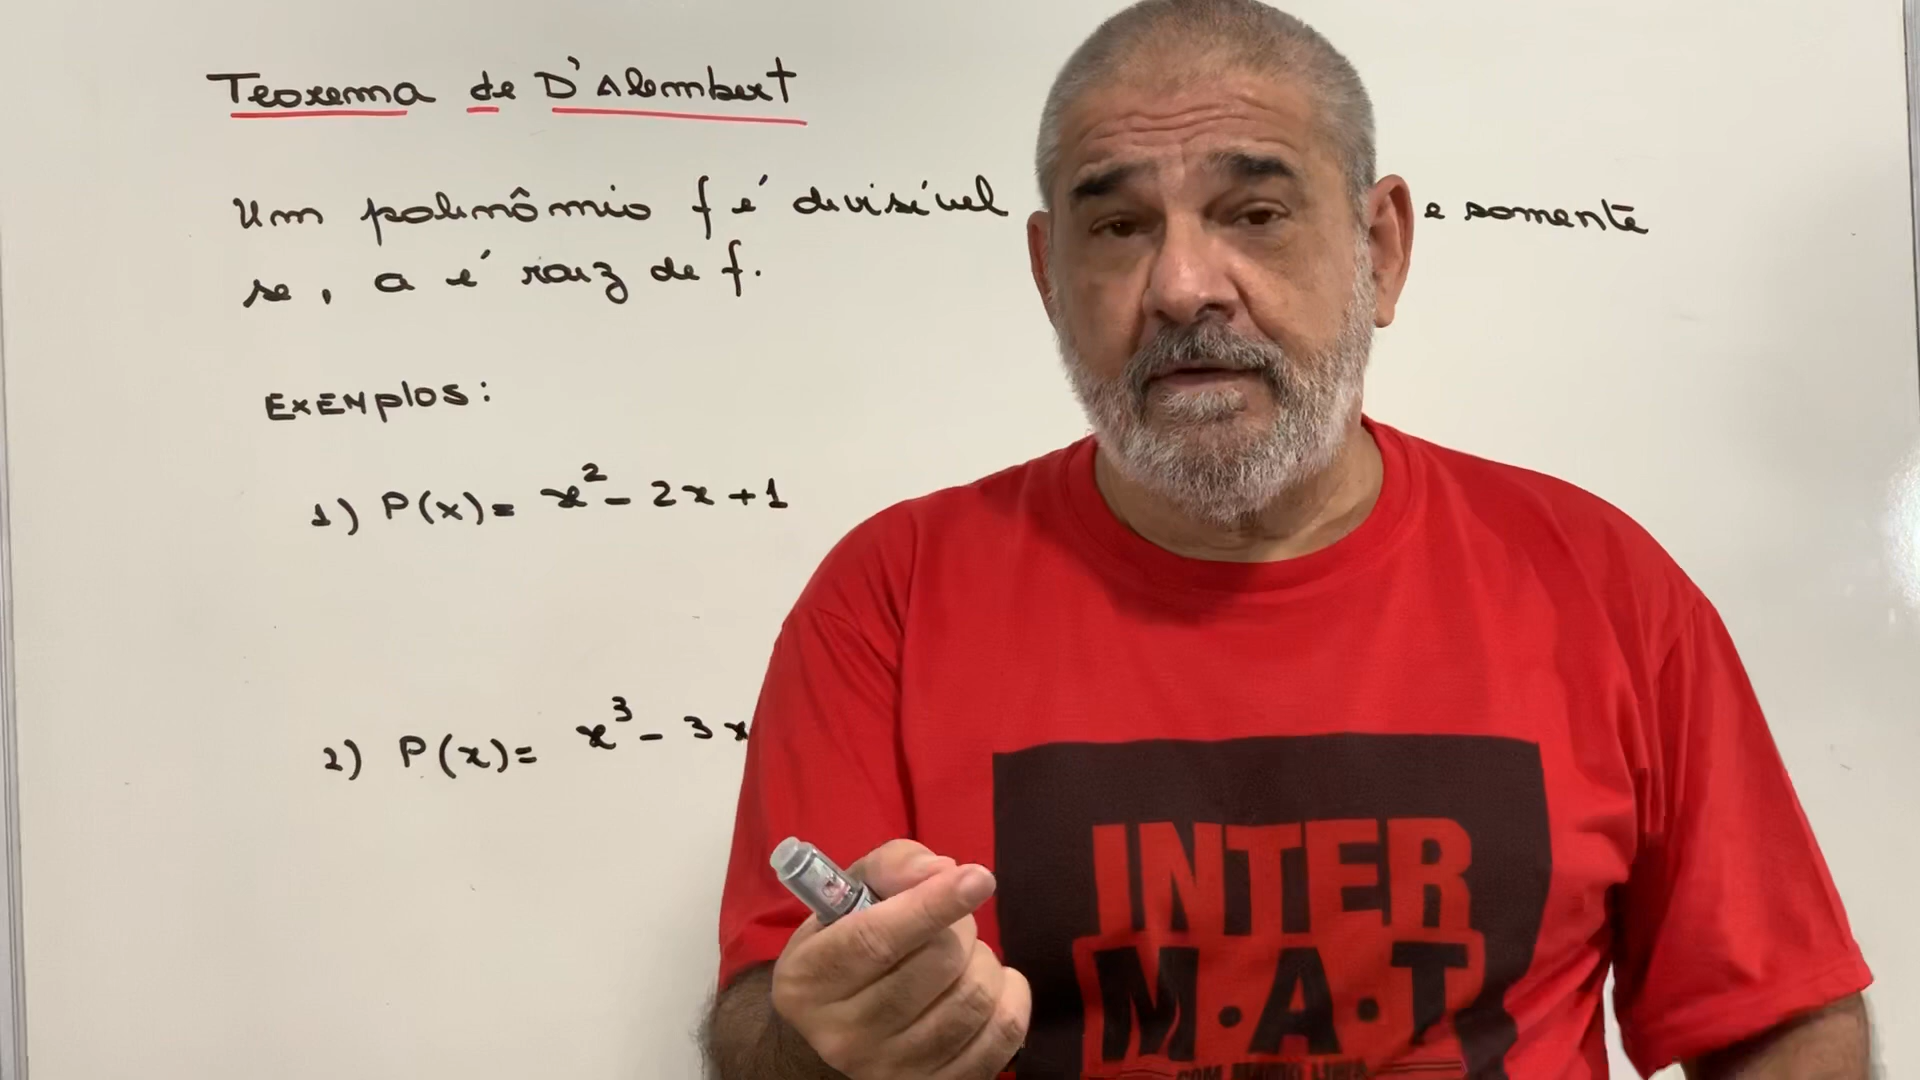 Teorema de D'Alembert
Um polinômio f é divisível e somente
se, a é raiz de f.
EXEMplos:
1) P(x)= x² - 2x + 1
2) P(x)= x³ - 3x
INTER
M·A·T